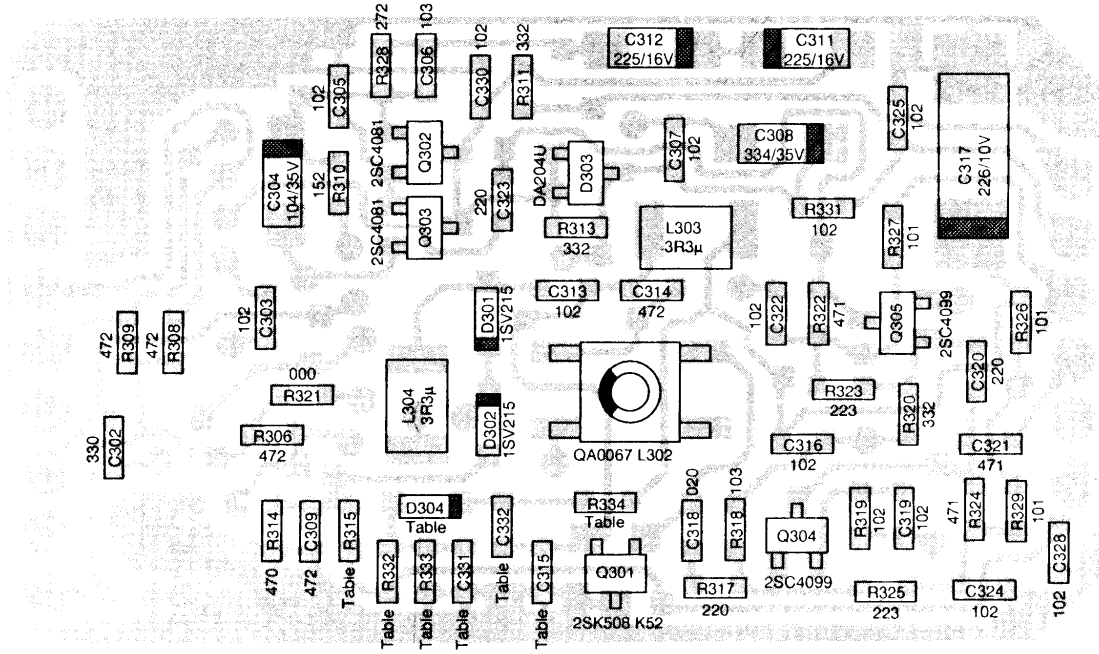 272
R328
103
C306
102
C330
332
R311
C312
225/16V
C311
225/16V
102
C305
C307
102
C308
334/35V
C325
102
C317
226/10V
C304
104/35V
152
R310
2SC4081
Q302
2SC4081
Q303
220
C323
DA204U
D303
R313
332
L303
3R3µ
R331
102
R327
101
102
C303
D301
1SV215
C313
102
C314
472
102
C322
R322
471
Q305
2SC4099
R326
101
472
R309
472
R308
C320
220
000
R321
L304
3R3µ
D302
1SV215
R323
223
R320
332
330
C302
R306
472
QA0067 L302
C316
102
C321
471
D304
Table
R334
Table
020
C318
103
R318
Q304
2SC4099
R319
102
C319
102
471
R324
R329
101
R314
470
C309
472
R315
Table
R332
Table
R333
Table
C331
Table
C332
Table
C315
Table
Q301
2SK508 K52
R317
220
R325
223
C324
102
C328
102